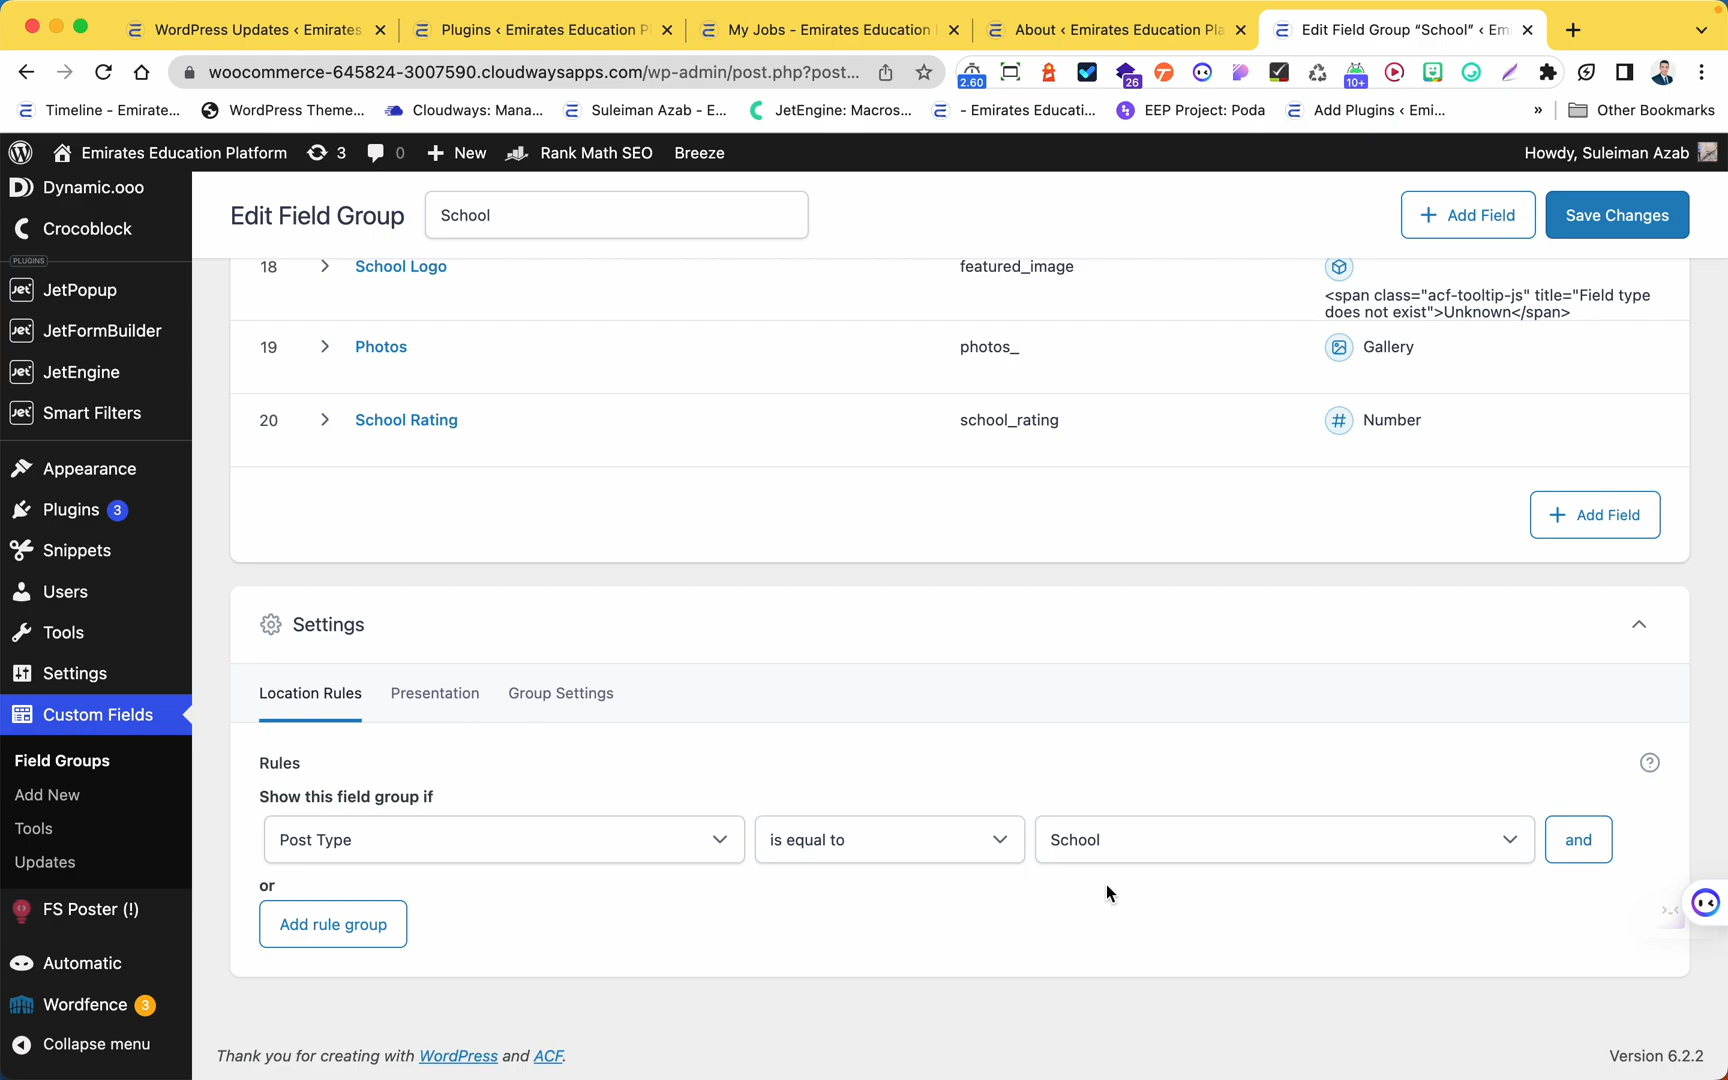 WordPress Updates ‹ Emirates
Plugins ‹ Emirates Education P
My Jobs - Emirates Education
About ‹ Emirates Education Pla
Edit Field Group “School” ‹ Em
woocommerce-645824-3007590.cloudwaysapps.com/wp-admin/post.php?post...
2.60
26
10+
Timeline - Emirate...
WordPress Theme...
Cloudways: Mana...
Suleiman Azab - E...
JetEngine: Macros...
- Emirates Educati...
EEP Project: Poda
Add Plugins ‹ Emi...
»
Other Bookmarks
Emirates Education Platform
3
0
New
Rank Math SEO
Breeze
Howdy, Suleiman Azab
Dynamic.ooo
Crocoblock
PLUGINS
Jet JetPopup
Jet JetFormBuilder
Jet JetEngine
Jet Smart Filters
Appearance
Plugins 3
Snippets
Users
Tools
Settings
Custom Fields
Field Groups
Add New
Tools
Updates
FS Poster (!)
Automatic
Wordfence 3
Collapse menu
Edit Field Group
School
+ Add Field
Save Changes
18 School Logo featured_image
<span class="acf-tooltip-js" title="Field type
does not exist">Unknown</span>
19 Photos photos_ Gallery
20 School Rating school_rating # Number
+ Add Field
Settings
Location Rules
Presentation
Group Settings
Rules
?
Show this field group if
Post Type
is equal to
School
and
or
Add rule group
Thank you for creating with WordPress and ACF.
Version 6.2.2